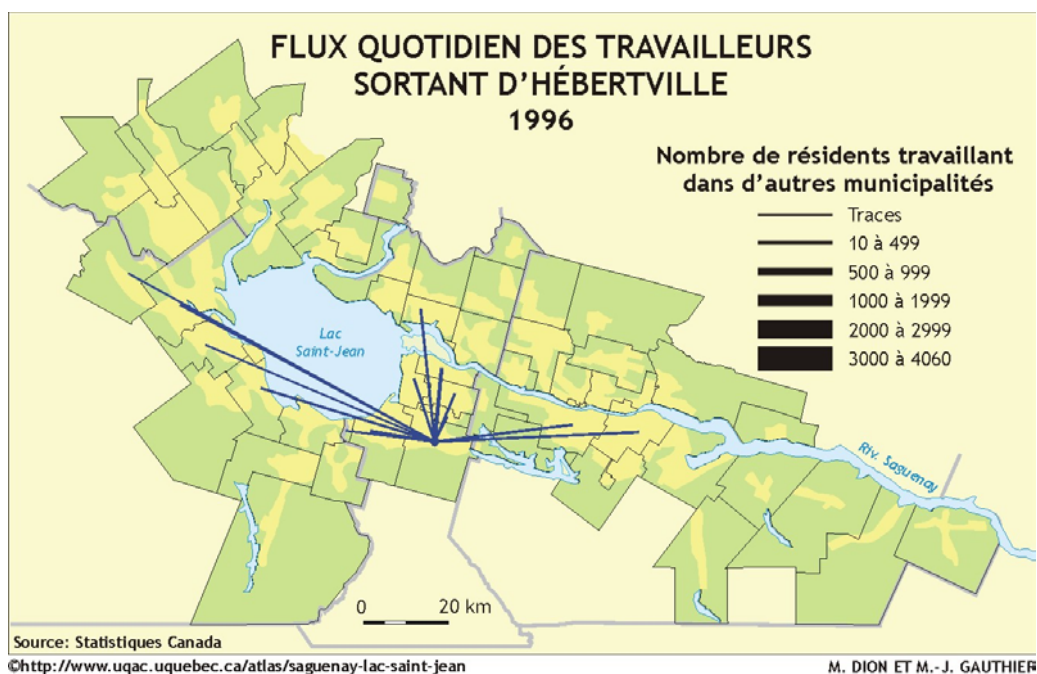 FLUX QUOTIDIEN DES TRAVAILLEURS
SORTANT D'HÉBERTVILLE
1996
Nombre de résidents travaillant
dans d'autres municipalités
Traces
10 à 499
500 à 999
1000 à 1999
2000 à 2999
3000 à 4060
Lac
Saint-Jean
Riv. Saguenay
0 20 km
Source: Statistiques Canada
©http://www.uqac.uquebec.ca/atlas/saguenay-lac-saint-jean
M. DION ET M.-J. GAUTHIER